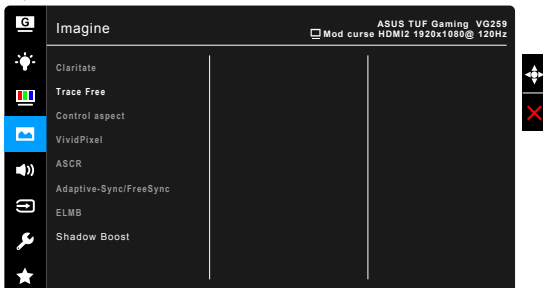 G
Imagine
ASUS TUF Gaming VG259
Mod curse HDMI2 1920x1080@ 120Hz
Claritate
Trace Free
Control aspect
VividPixel
ASCR
Adaptive-Sync/FreeSync
ELMB
Shadow Boost